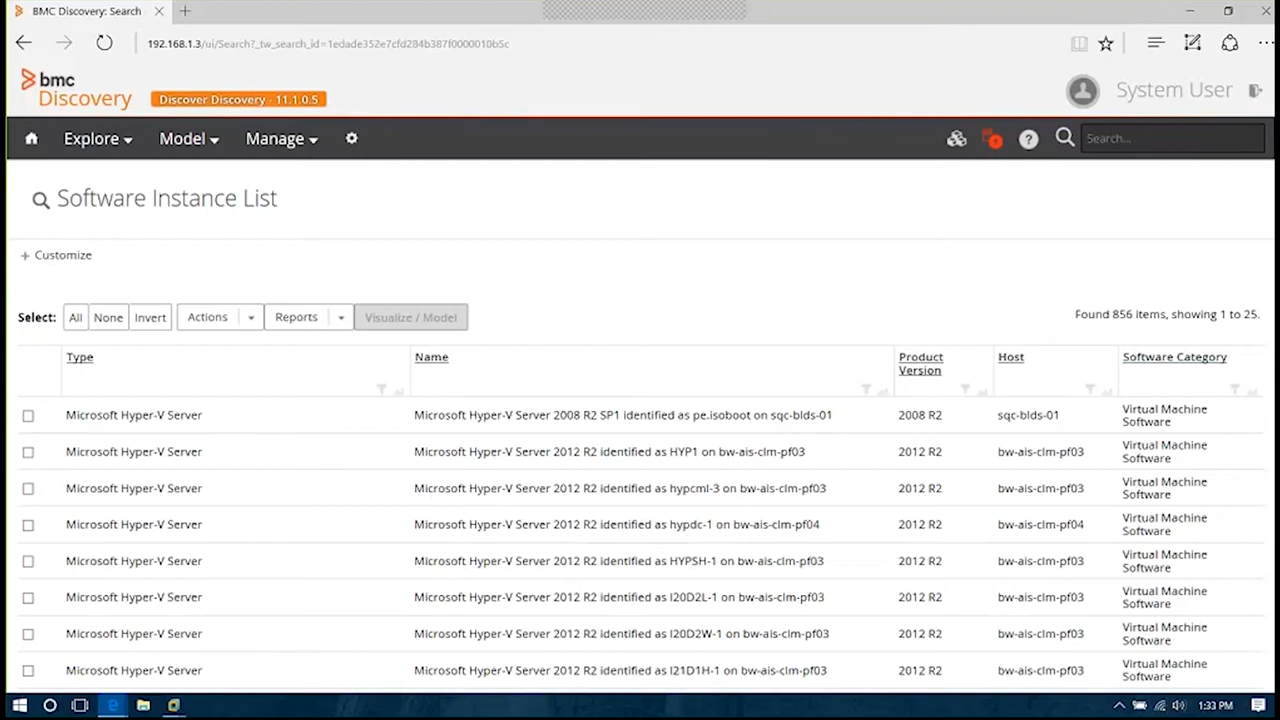 BMC Discovery: Search
192.168.1.3/ui/Search?_tw_search_id=1edade352e7cfd284b387f0000010b5c
bmc
Discovery
Discover Discovery - 11.1.0.5
System User
Explore
Model
Manage
Search...
Software Instance List
+ Customize
Select: All None Invert Actions Reports Visualize / Model
Found 856 items, showing 1 to 25.
Type Name Product Version Host Software Category
Microsoft Hyper-V Server Microsoft Hyper-V Server 2008 R2 SP1 identified as pe.isoboot on sqc-blds-01 2008 R2 sqc-blds-01 Virtual Machine Software
Microsoft Hyper-V Server Microsoft Hyper-V Server 2012 R2 identified as HYP1 on bw-ais-clm-pf03 2012 R2 bw-ais-clm-pf03 Virtual Machine Software
Microsoft Hyper-V Server Microsoft Hyper-V Server 2012 R2 identified as hypcml-3 on bw-ais-clm-pf03 2012 R2 bw-ais-clm-pf03 Virtual Machine Software
Microsoft Hyper-V Server Microsoft Hyper-V Server 2012 R2 identified as hypdc-1 on bw-ais-clm-pf04 2012 R2 bw-ais-clm-pf04 Virtual Machine Software
Microsoft Hyper-V Server Microsoft Hyper-V Server 2012 R2 identified as HYPSH-1 on bw-ais-clm-pf03 2012 R2 bw-ais-clm-pf03 Virtual Machine Software
Microsoft Hyper-V Server Microsoft Hyper-V Server 2012 R2 identified as I20D2L-1 on bw-ais-clm-pf03 2012 R2 bw-ais-clm-pf03 Virtual Machine Software
Microsoft Hyper-V Server Microsoft Hyper-V Server 2012 R2 identified as I20D2W-1 on bw-ais-clm-pf03 2012 R2 bw-ais-clm-pf03 Virtual Machine Software
Microsoft Hyper-V Server Microsoft Hyper-V Server 2012 R2 identified as I21D1H-1 on bw-ais-clm-pf03 2012 R2 bw-ais-clm-pf03 Virtual Machine Software
1:33 PM